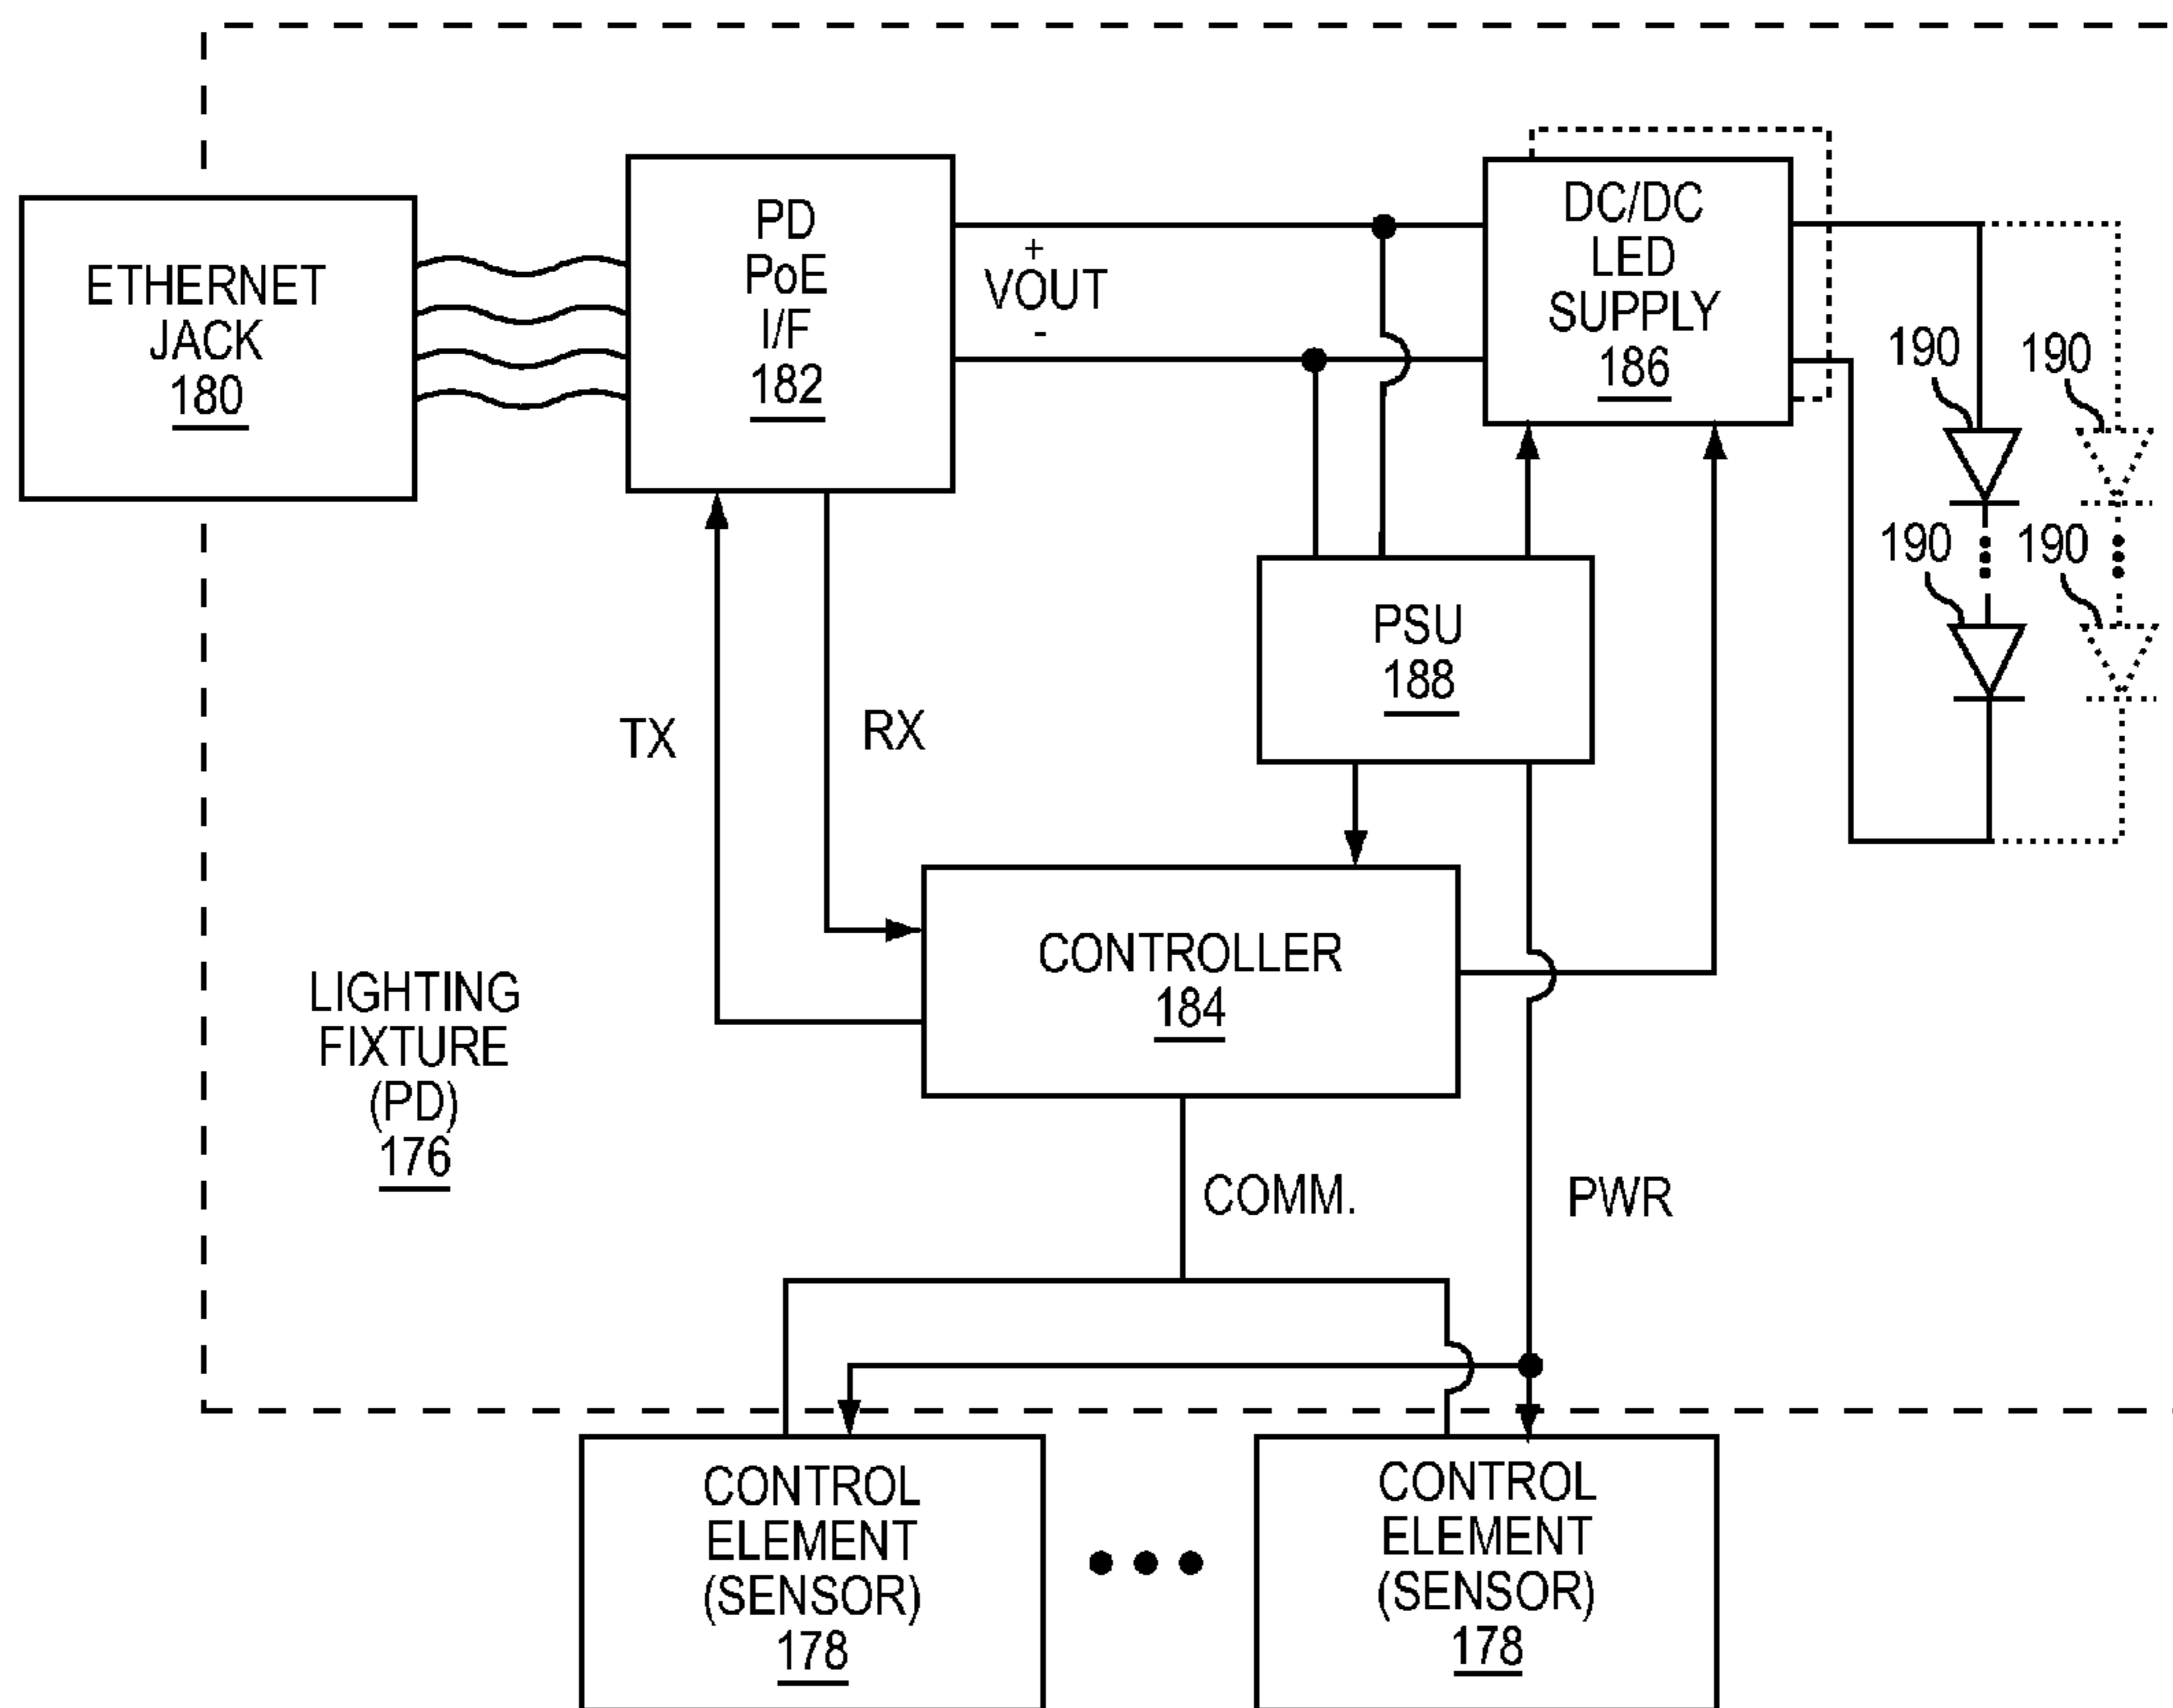 ETHERNET
JACK
180
PD
PoE
I/F
182
+
VOUT
-
DC/DC
LED
SUPPLY
186
190
190
190
190
PSU
188
TX
RX
CONTROLLER
184
LIGHTING
FIXTURE
(PD)
176
COMM.
PWR
CONTROL
ELEMENT
(SENSOR)
178
CONTROL
ELEMENT
(SENSOR)
178